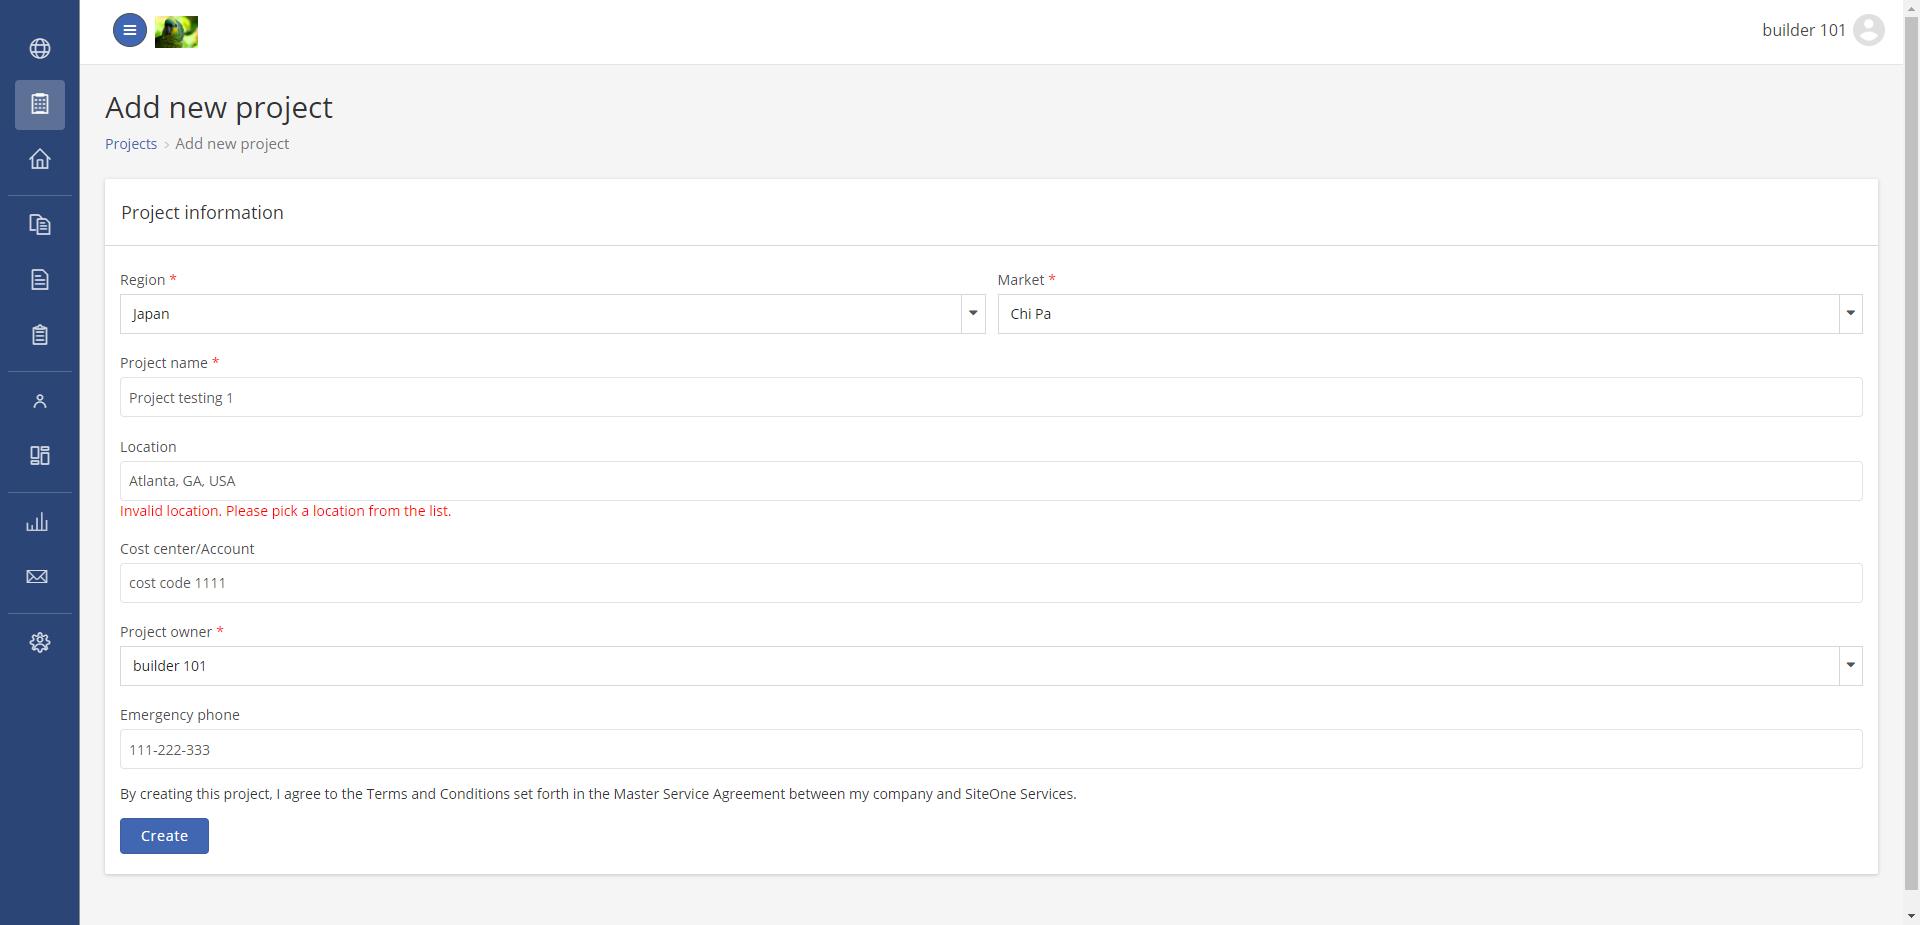 builder 101
Add new project
Projects › Add new project
Project information
Region *
Market *
Japan
Chi Pa
Project name *
Project testing 1
Location
Atlanta, GA, USA
Invalid location. Please pick a location from the list.
Cost center/Account
cost code 1111
Project owner *
builder 101
Emergency phone
111-222-333
By creating this project, I agree to the Terms and Conditions set forth in the Master Service Agreement between my company and SiteOne Services.
Create